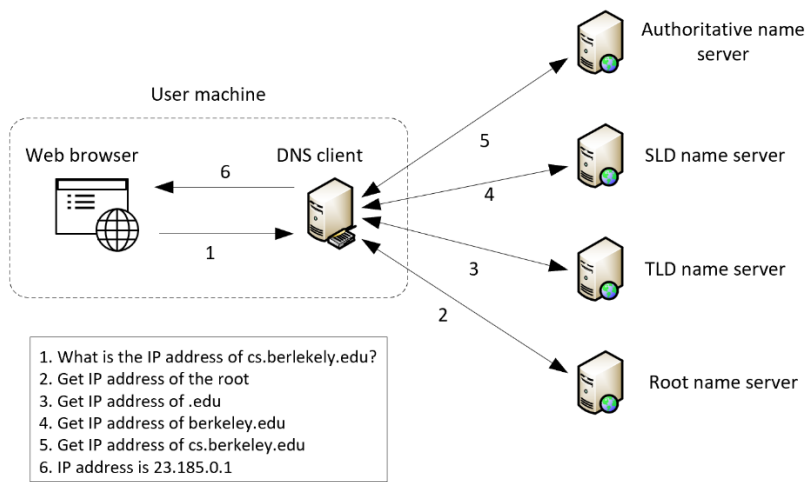 Authoritative name
server
User machine
Web browser
DNS client
5
6
SLD name server
4
1
3
TLD name server
2
1. What is the IP address of cs.berlekely.edu?
2. Get IP address of the root
3. Get IP address of .edu
4. Get IP address of berkeley.edu
5. Get IP address of cs.berkeley.edu
6. IP address is 23.185.0.1
Root name server